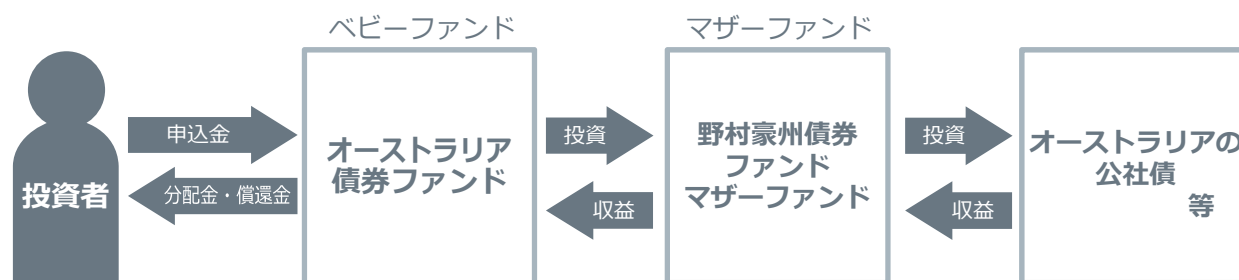 ベビーファンド
マザーファンド
投資者
申込金
分配金・償還金
オーストラリア
債券ファンド
投資
収益
野村豪州債券
ファンド
マザーファンド
投資
収益
オーストラリアの
公社債
等